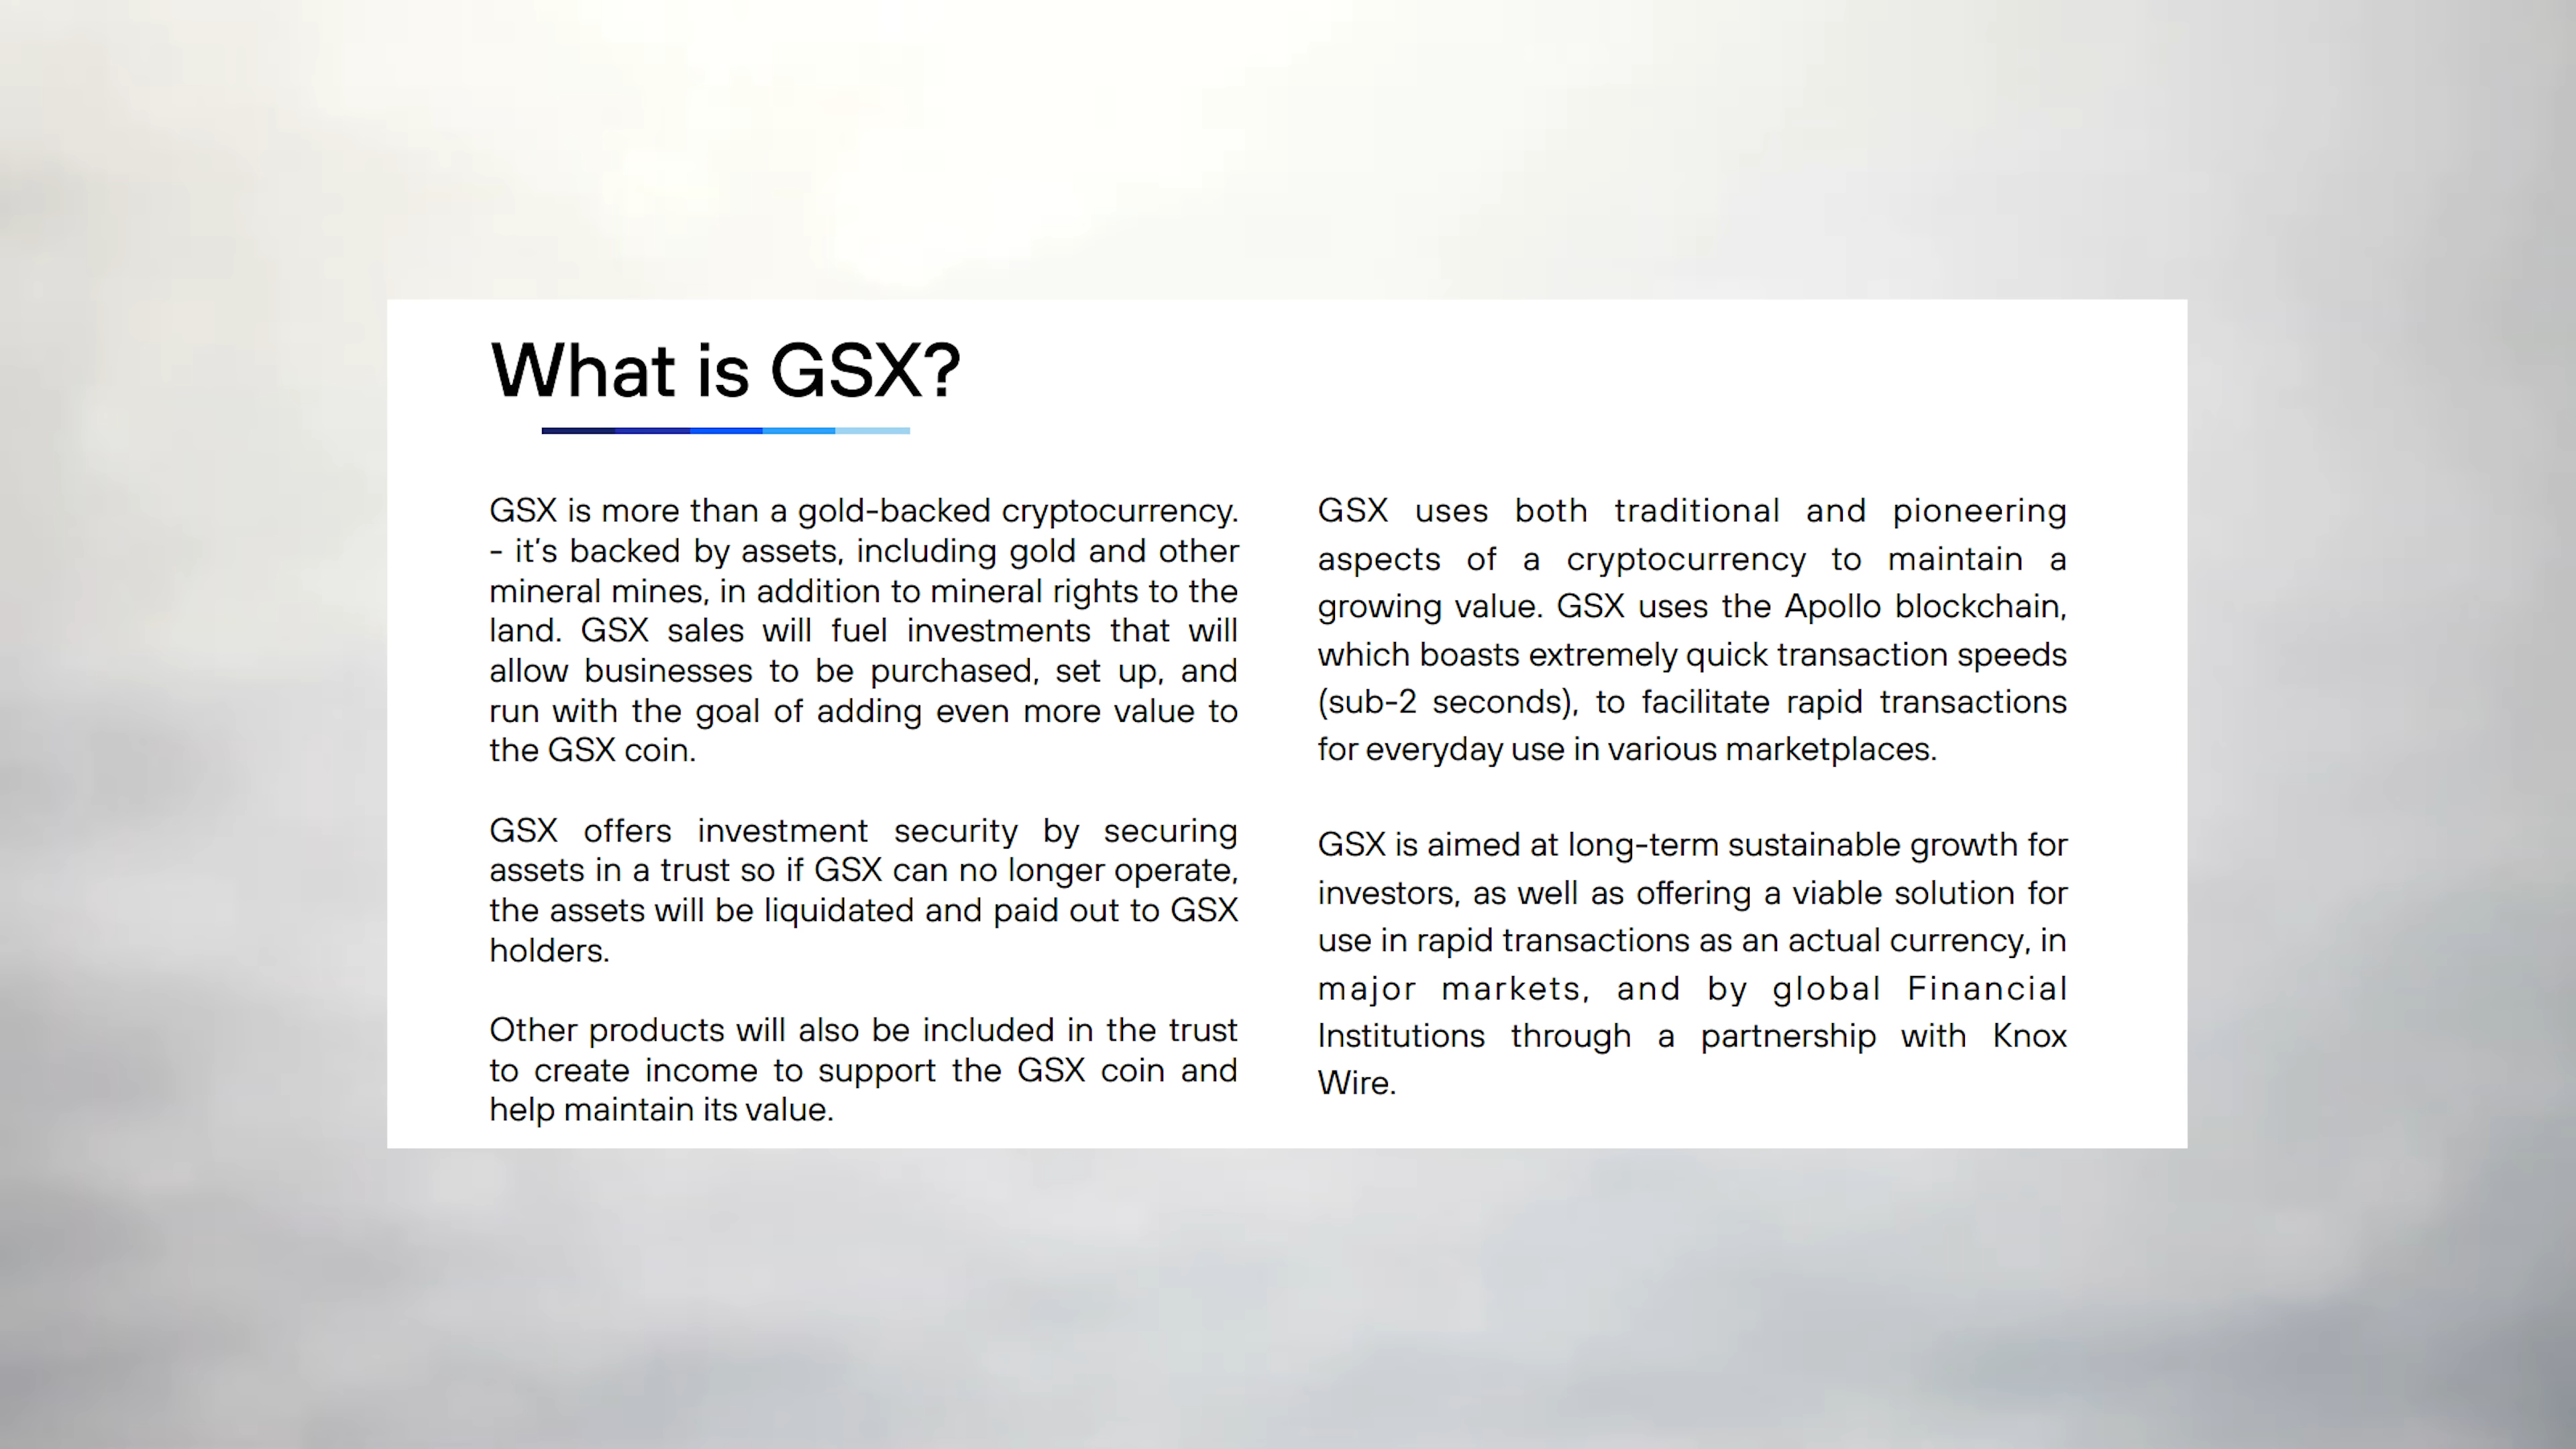 What is GSX?
GSX is more than a gold-backed cryptocurrency.
- it's backed by assets, including gold and other
mineral mines, in addition to mineral rights to the
land. GSX sales will fuel investments that will
allow businesses to be purchased, set up, and
run with the goal of adding even more value to
the GSX coin.
GSX offers investment security by securing
assets in a trust so if GSX can no longer operate,
the assets will be liquidated and paid out to GSX
holders.
Other products will also be included in the trust
to create income to support the GSX coin and
help maintain its value.
GSX uses both traditional and pioneering
aspects of a cryptocurrency to maintain a
growing value. GSX uses the Apollo blockchain,
which boasts extremely quick transaction speeds
(sub-2 seconds), to facilitate rapid transactions
for everyday use in various marketplaces.
GSX is aimed at long-term sustainable growth for
investors, as well as offering a viable solution for
use in rapid transactions as an actual currency, in
major markets, and by global Financial
Institutions through a partnership with Knox
Wire.